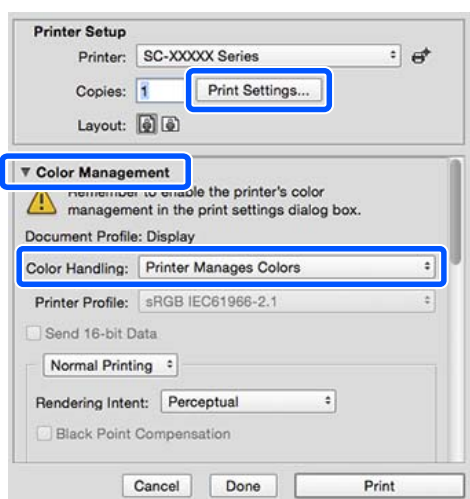 Printer Setup
Printer: SC-XXXXX Series
Copies: 1 Print Settings...
Layout:
▼ Color Management
Remember to enable the printer's color
management in the print settings dialog box.
Document Profile: Display
Color Handling: Printer Manages Colors
Printer Profile: sRGB IEC61966-2.1
Send 16-bit Data
Normal Printing
Rendering Intent: Perceptual
Black Point Compensation
Cancel Done Print